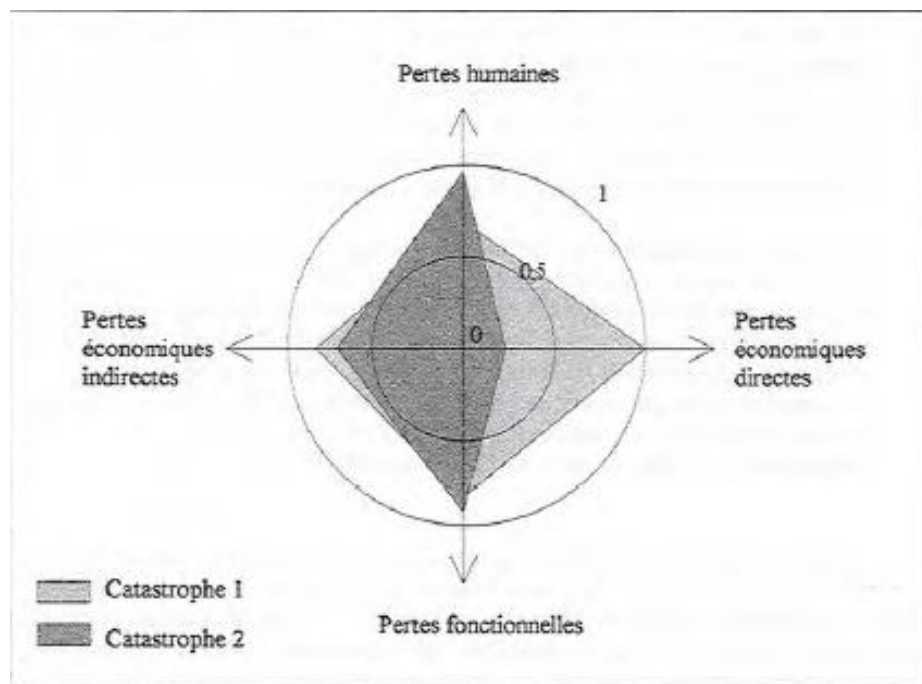 Pertes humaines
1
0.5
0
Pertes
économiques
indirectes
Pertes
économiques
directes
Catastrophe 1
Catastrophe 2
Pertes fonctionnelles